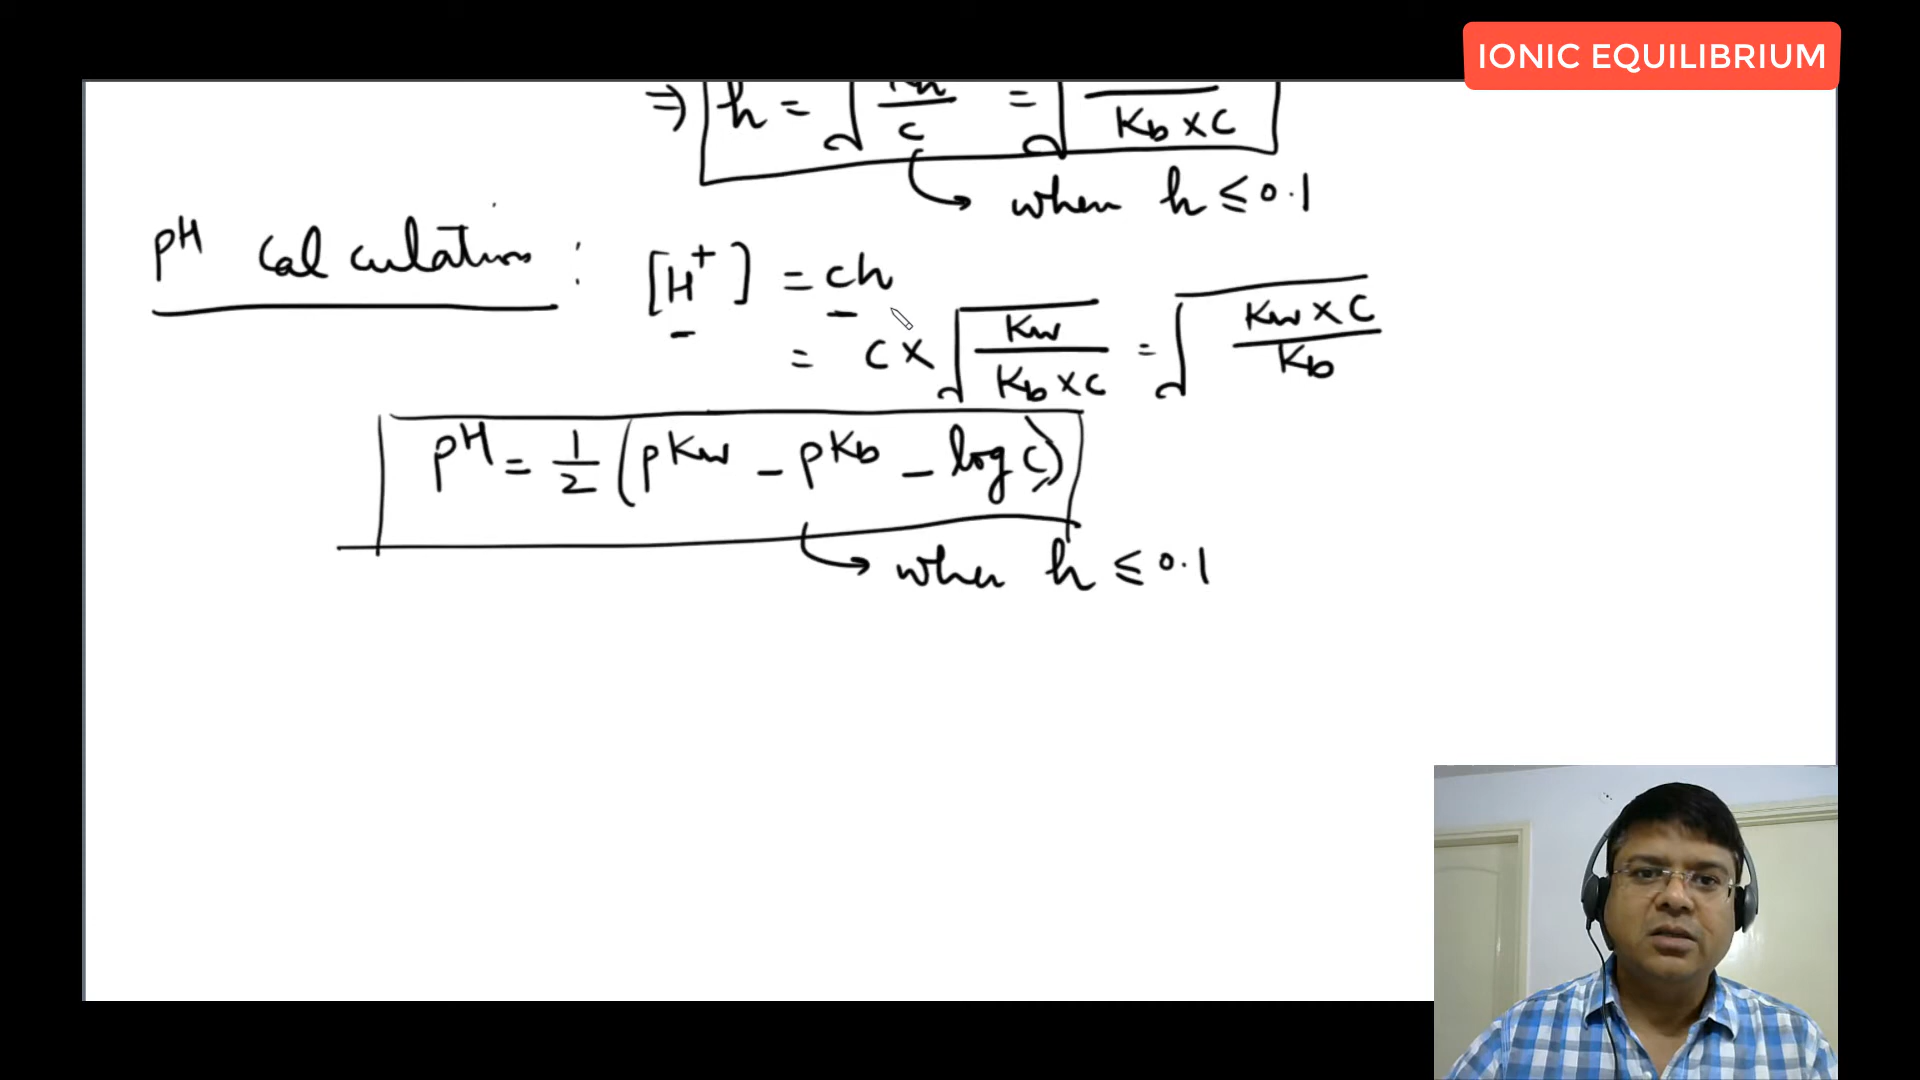 IONIC EQUILIBRIUM
⇒ h = √(Kh/C) = √( /Kb×C)
when h ≤ 0.1
pH calculation : [H⁺] = ch
= C × √(Kw/(Kb×C)) = √((Kw×C)/Kb)
pH = 1/2 (pKw - pKb - log C)
when h ≤ 0.1